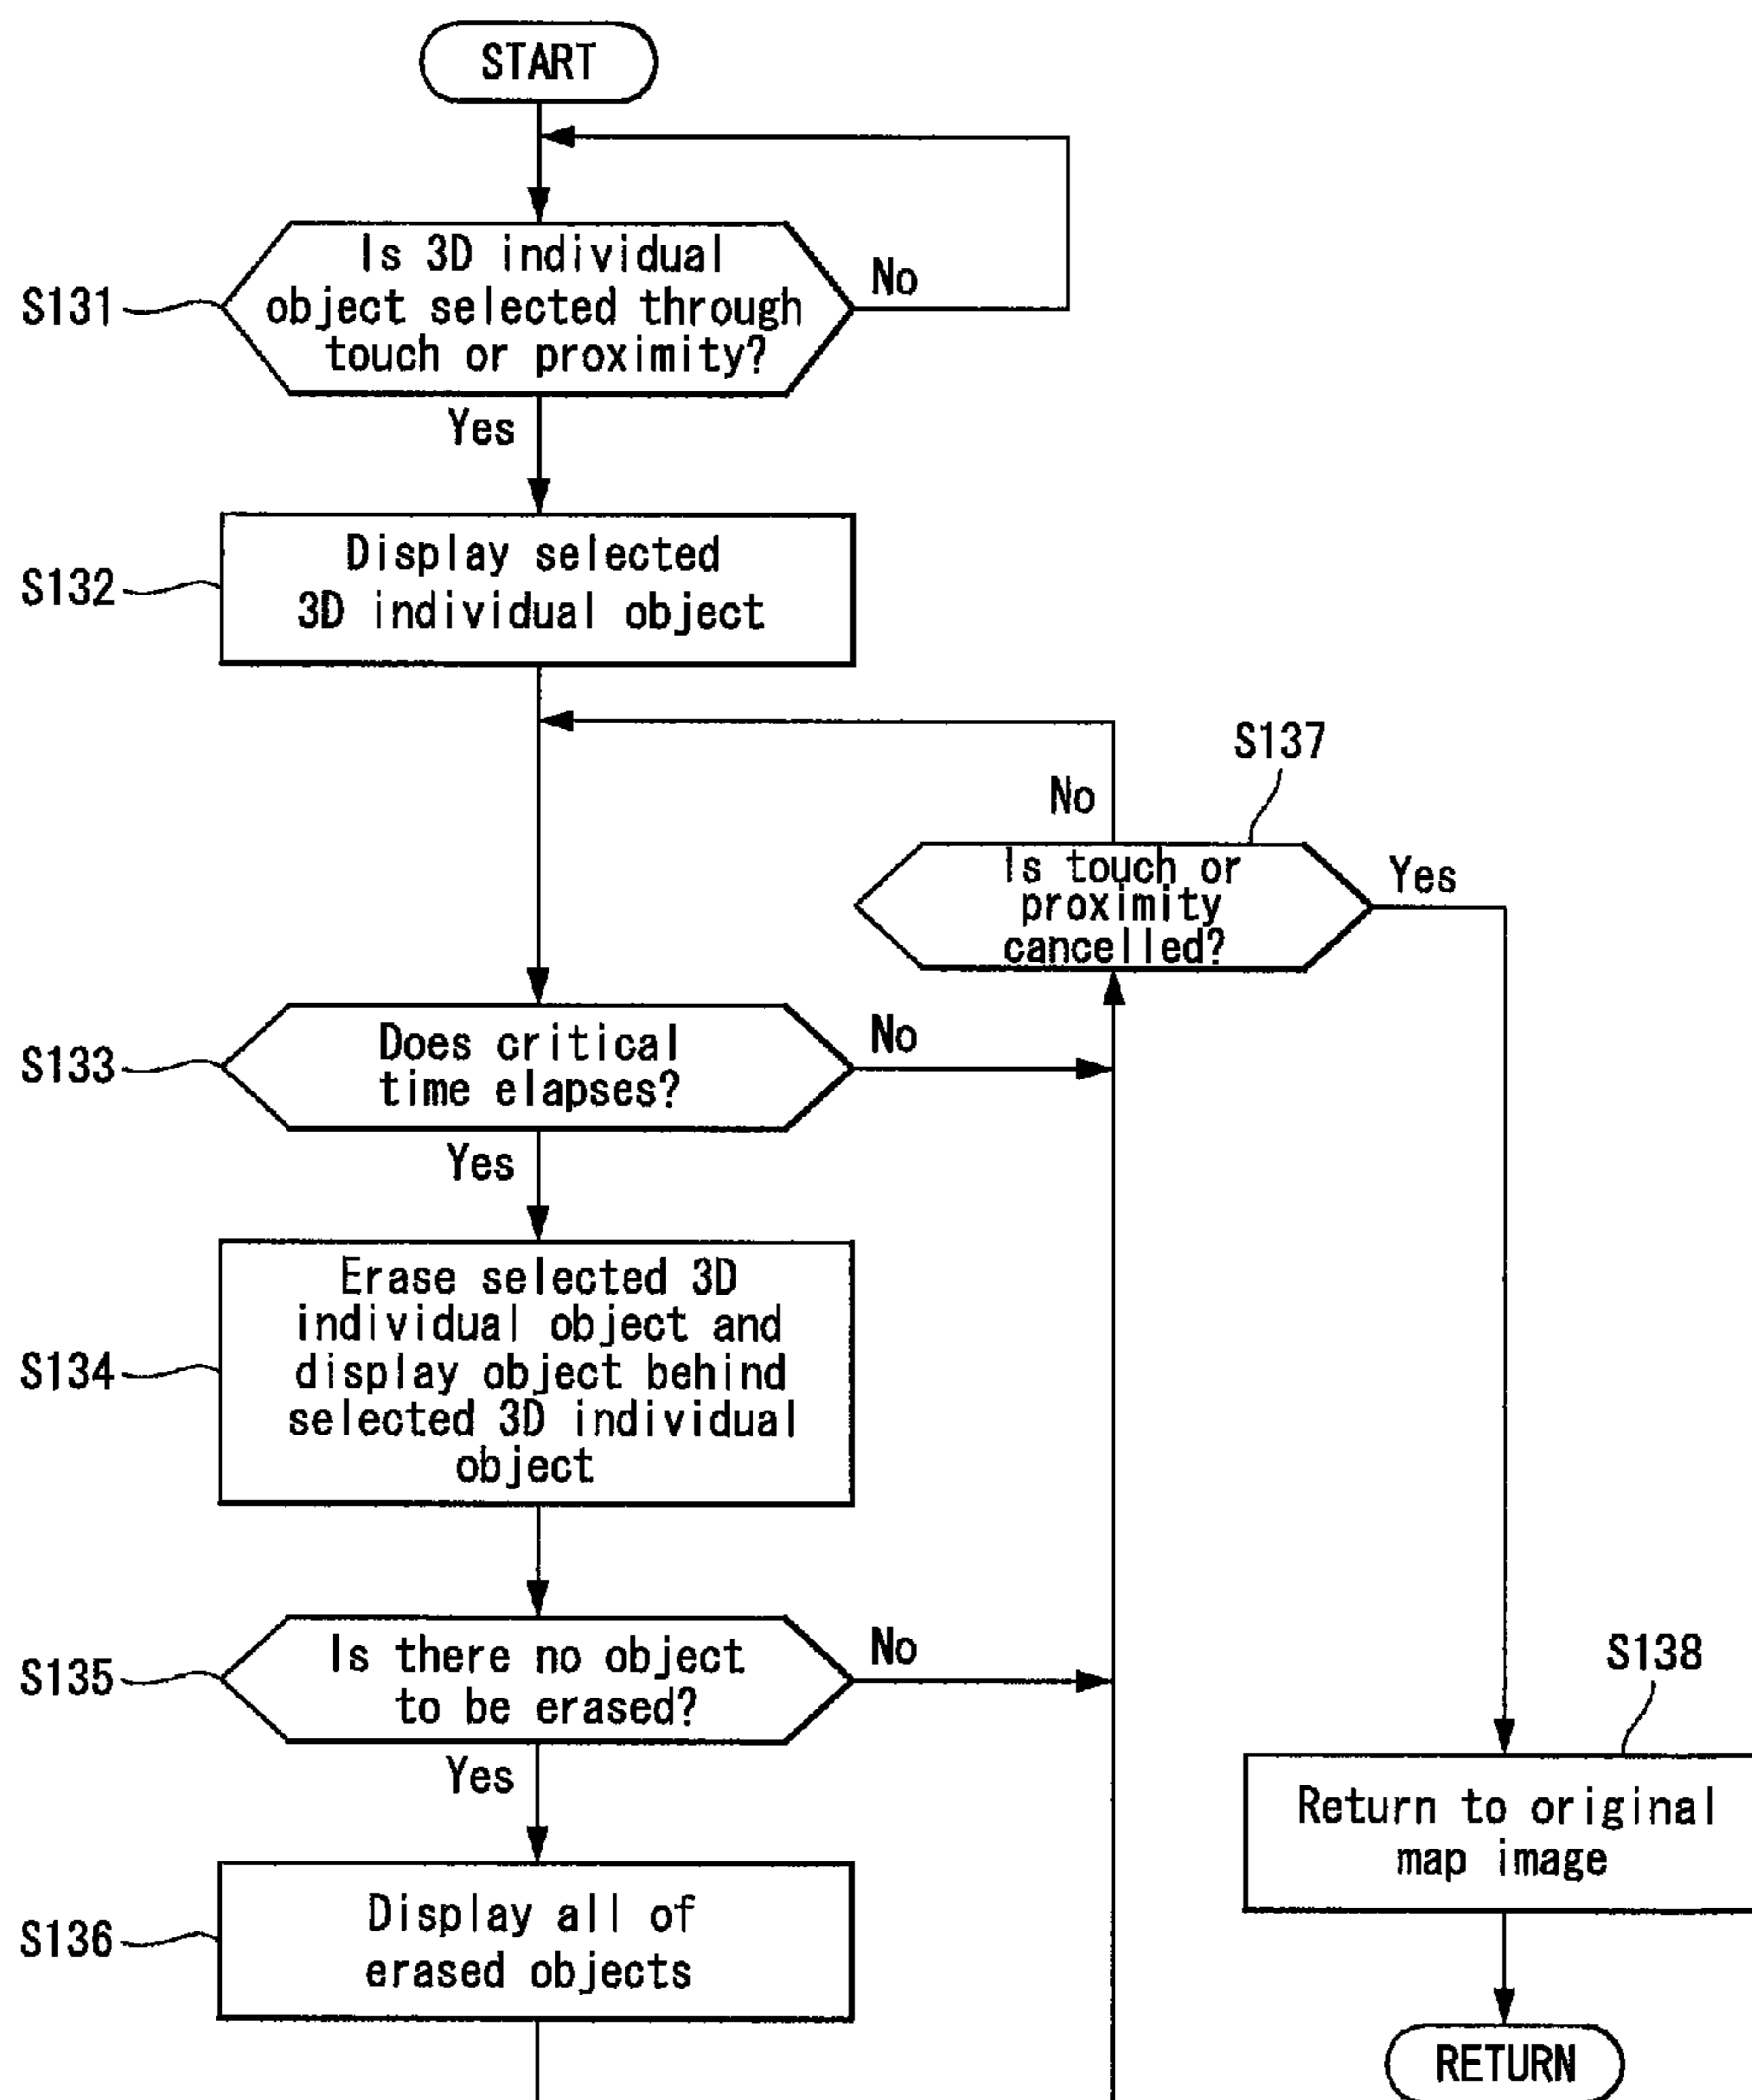 START
Is 3D individual
object selected through
touch or proximity?
No
S131
Yes
Display selected
3D individual object
S132
S137
No
Is touch or
proximity
cancelled?
Yes
Does critical
time elapses?
No
S133
Yes
Erase selected 3D
individual object and
display object behind
selected 3D individual
object
S134
Is there no object
to be erased?
No
S135
Yes
S138
Return to original
map image
Display all of
erased objects
S136
RETURN